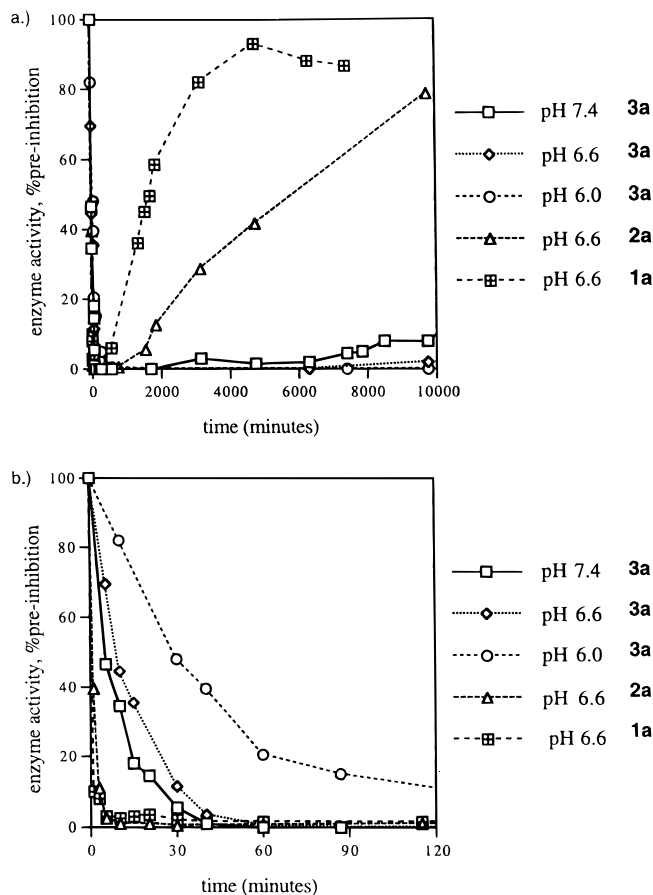 a.)
enzyme activity, %pre-inhibition
100
80
60
40
20
0
0 2000 4000 6000 8000 10000
time (minutes)
pH 7.4 3a
pH 6.6 3a
pH 6.0 3a
pH 6.6 2a
pH 6.6 1a
b.)
enzyme activity, %pre-inhibition
100
80
60
40
20
0
0 30 60 90 120
time (minutes)
pH 7.4 3a
pH 6.6 3a
pH 6.0 3a
pH 6.6 2a
pH 6.6 1a